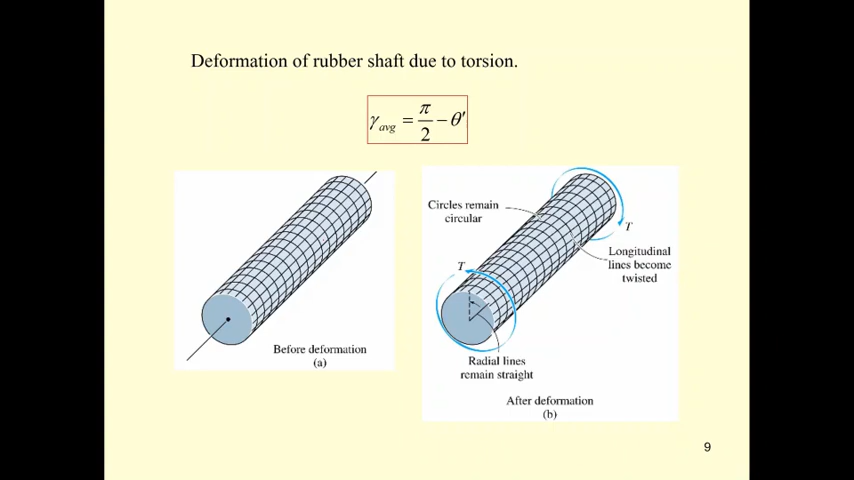 Deformation of rubber shaft due to torsion.
γavg = π/2 − θ′
Circles remain
circular
T
Longitudinal
lines become
twisted
T
Before deformation
(a)
Radial lines
remain straight
After deformation
(b)
9